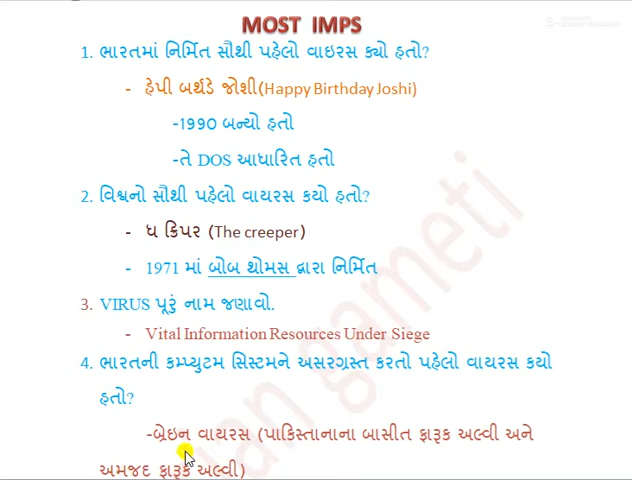 MOST IMPS
1. ભારતમાં નિર્મિત સૌથી પહેલો વાઇરસ ક્યો હતો?
- હેપી બર્થડે જોશી(Happy Birthday Joshi)
-1990 બન્યો હતો
-તે DOS આધારિત હતો
2. વિશ્વનો સૌથી પહેલો વાયરસ કયો હતો?
- ધ ક્રિપર (The creeper)
- 1971 માં બોબ થોમસ દ્વારા નિર્મિત
3. VIRUS પૂરું નામ જણાવો.
- Vital Information Resources Under Siege
4. ભારતની કમ્પ્યુટમ સિસ્ટમને અસરગ્રસ્ત કરતો પહેલો વાયરસ કયો
હતો?
-બ્રેઇન વાયરસ (પાકિસ્તાનાના બાસીત ફારૂક અલ્વી અને
અમજદ ફારૂક અલ્વી)
gameti